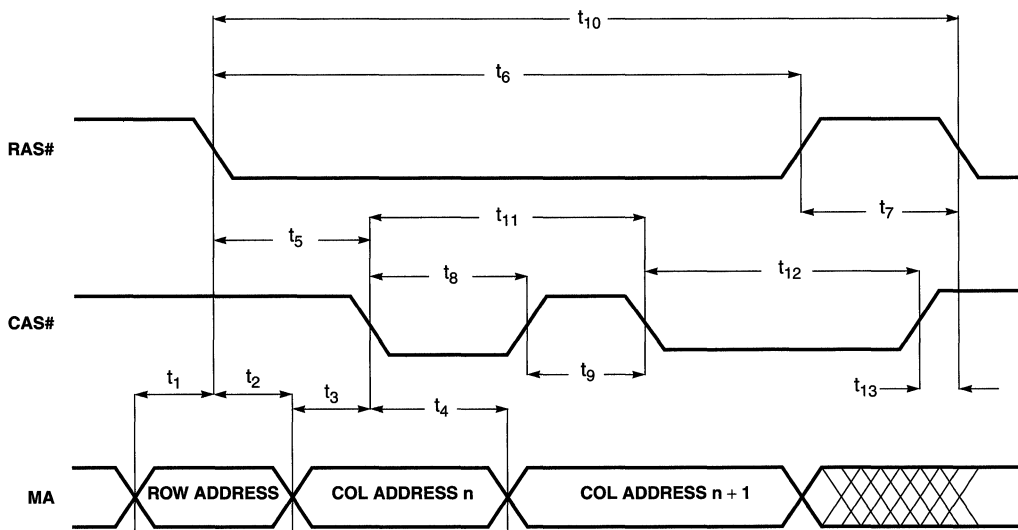 t10
t6
RAS#
t7
t11
t5
t12
t8
CAS#
t9
t1
t2
t3
t4
t13
MA
ROW ADDRESS
COL ADDRESS n
COL ADDRESS n + 1